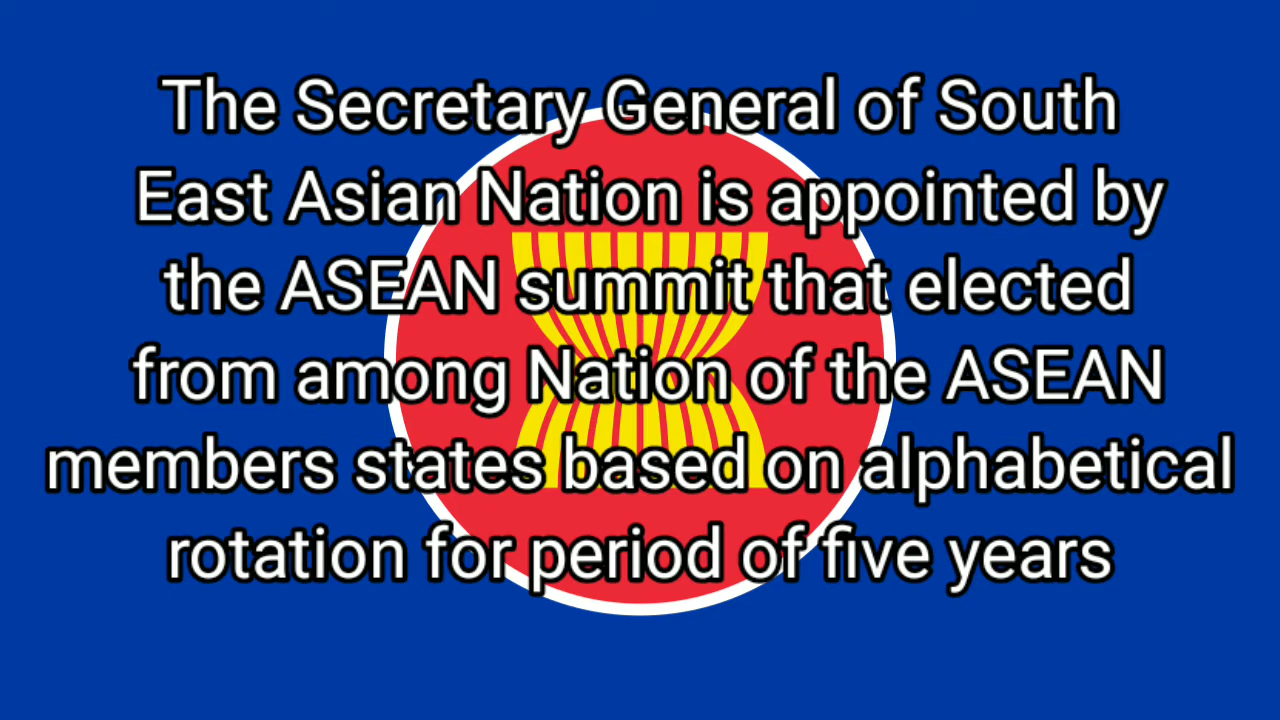 The Secretary General of South
East Asian Nation is appointed by
the ASEAN summit that elected
from among Nation of the ASEAN
members states based on alphabetical
rotation for period of five years